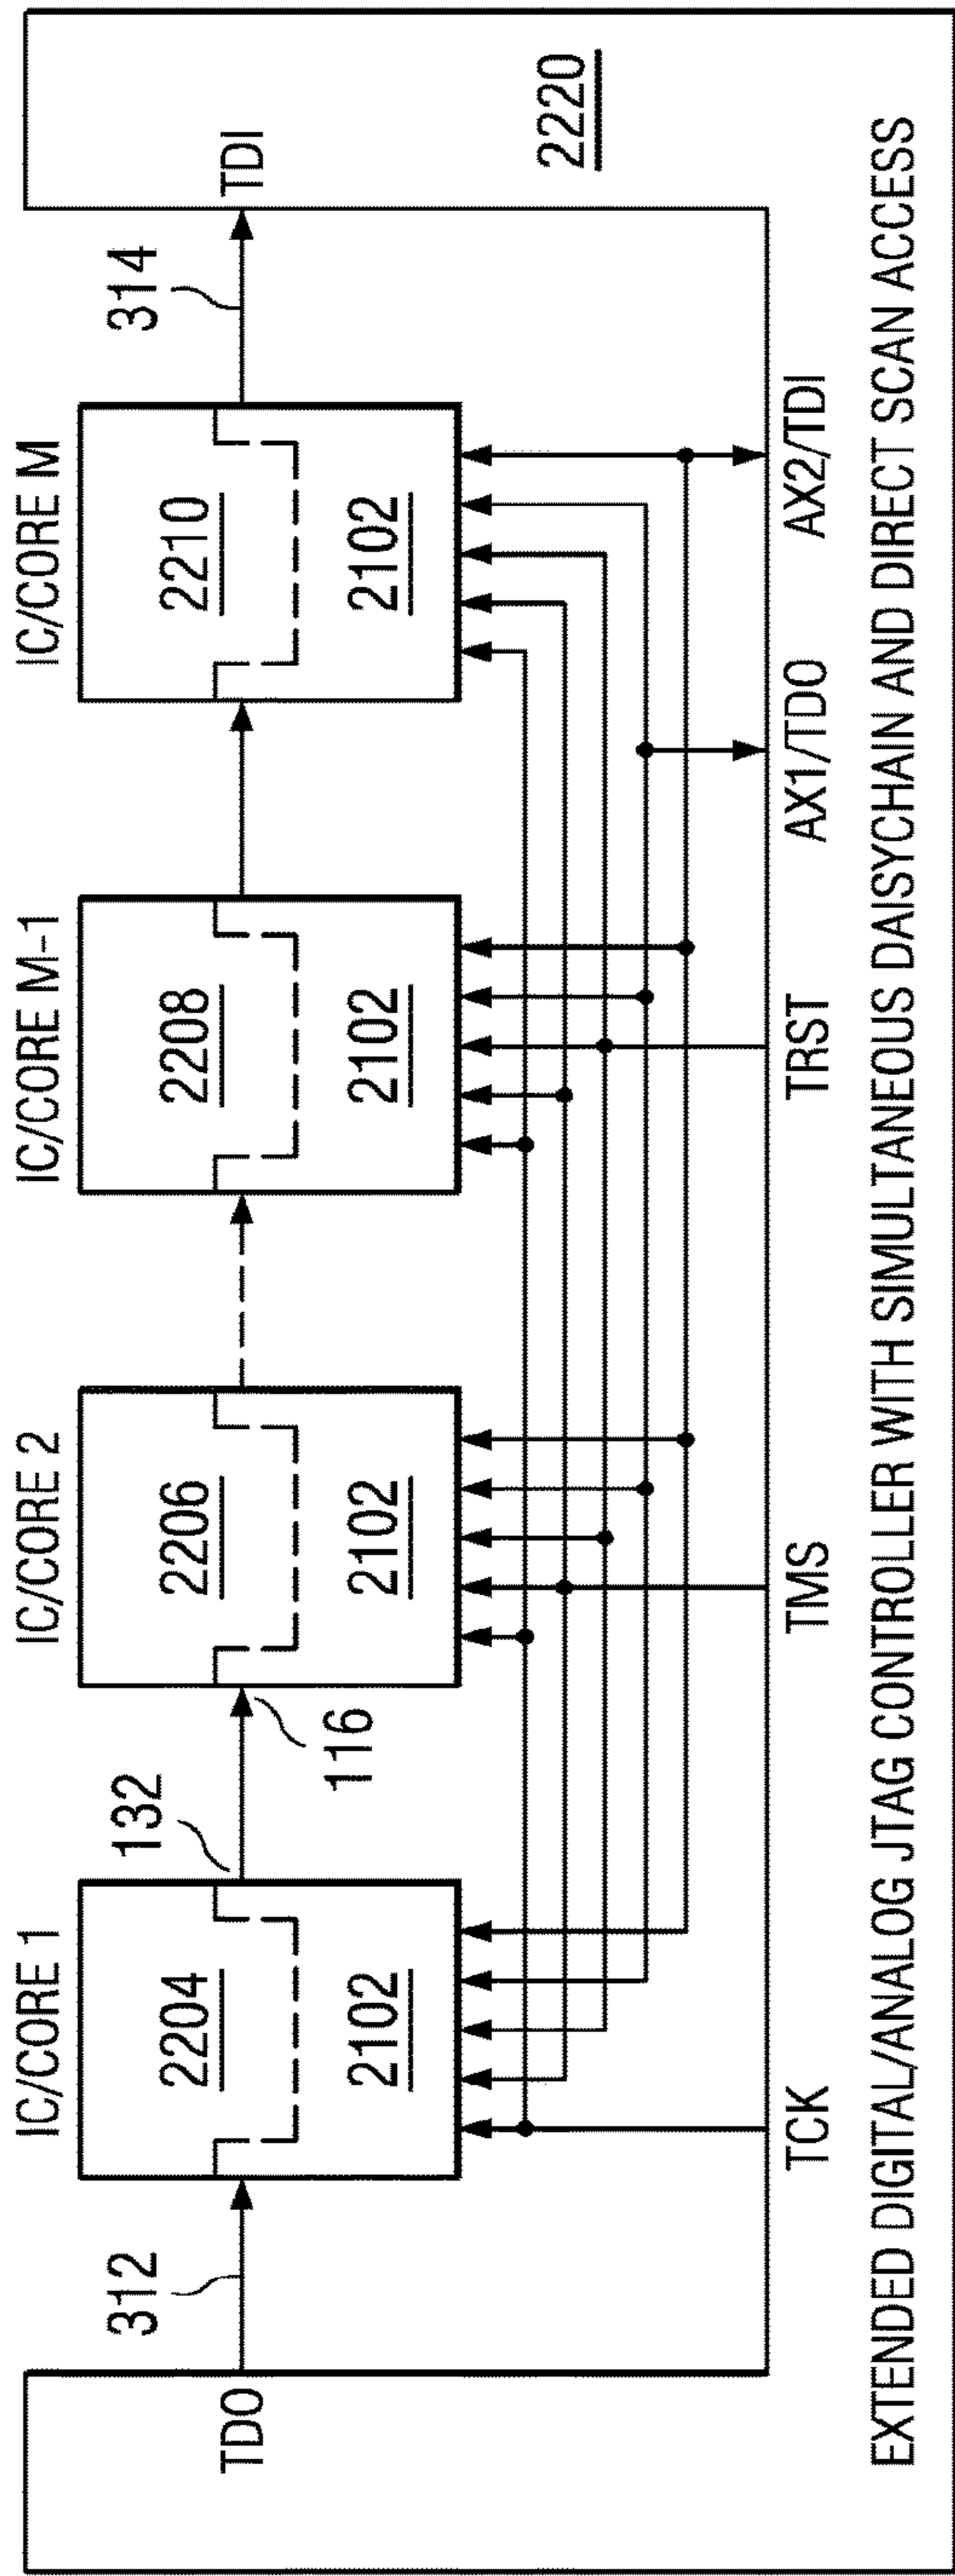 IC/CORE 1
IC/CORE 2
IC/CORE M-1
IC/CORE M
312
132
314
TDO
2204
2206
2208
2210
TDI
116
2102
2102
2102
2102
2220
TCK
TMS
TRST
AX1/TDO
AX2/TDI
EXTENDED DIGITAL/ANALOG JTAG CONTROLLER WITH SIMULTANEOUS DAISYCHAIN AND DIRECT SCAN ACCESS